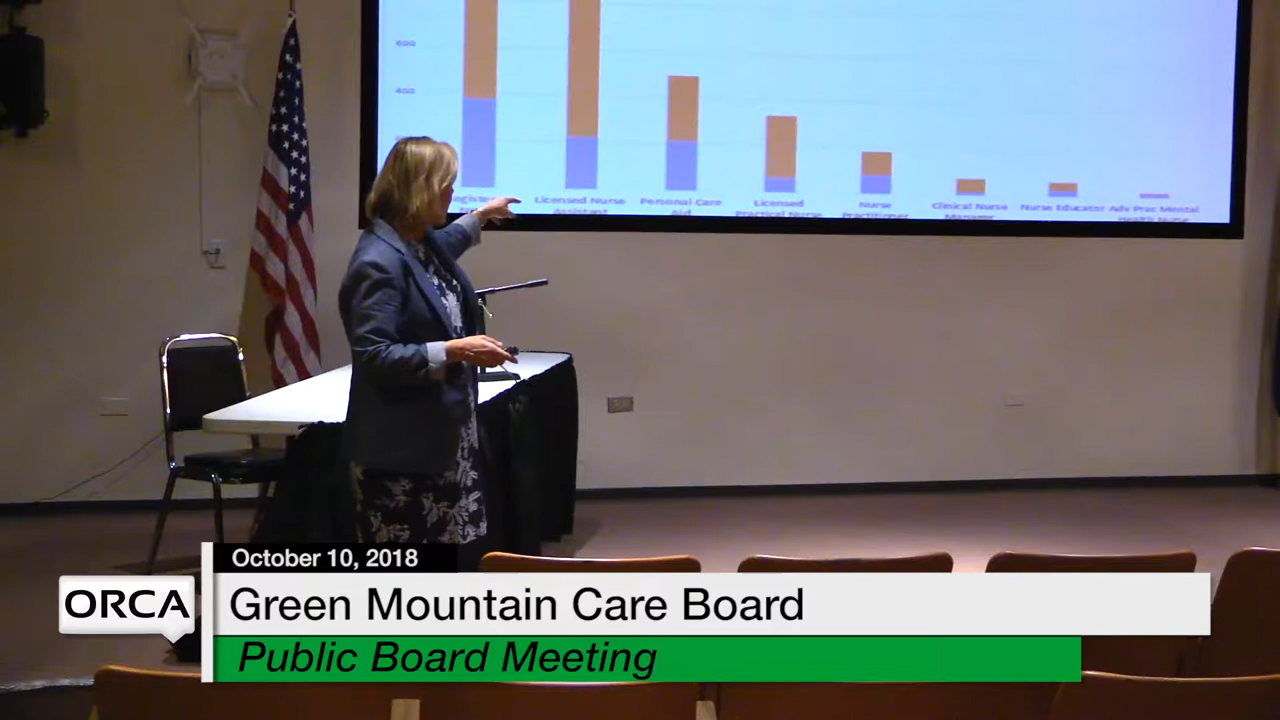 600
400
Licensed Nurse
Assistant
Personal Care
Aid
Licensed
Practical Nurse
Nurse
Practitioner
Clinical Nurse
Manager
Nurse Educator
Adv Prac Mental
Health Nurse
October 10, 2018
ORCA
Green Mountain Care Board
Public Board Meeting